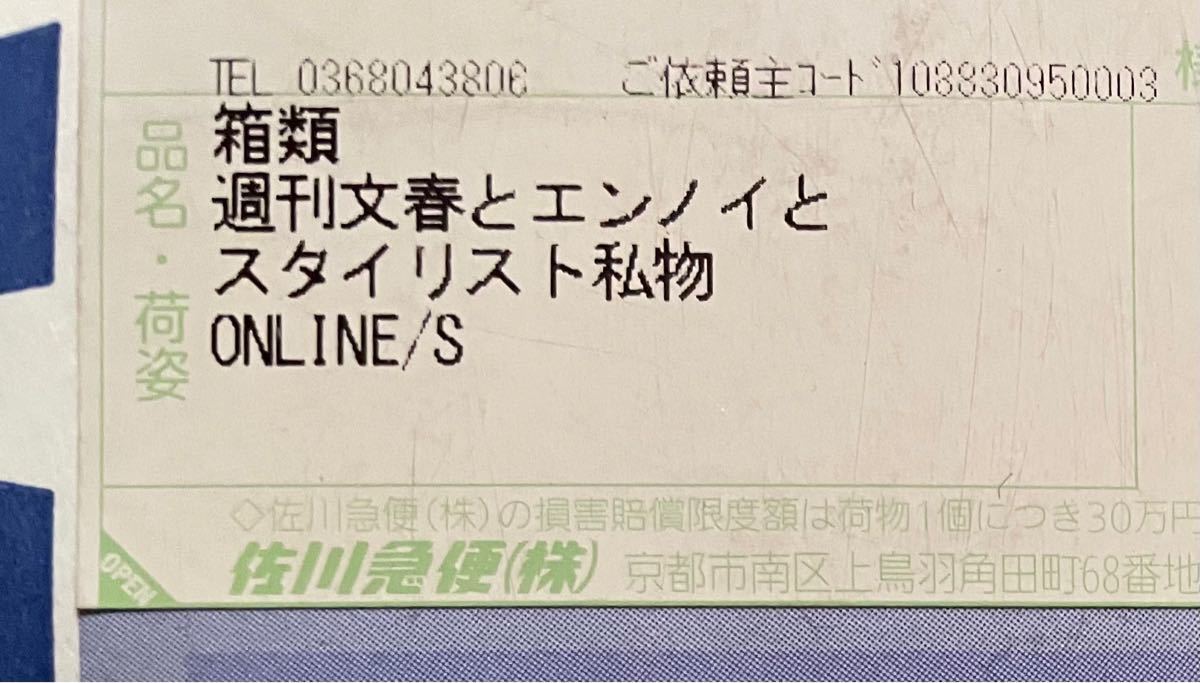 TEL 0368043806 ご依頼主コード 108830950003
品名・荷姿
箱類
週刊文春とエンノイと
スタイリスト私物
ONLINE/S
◇佐川急便(株)の損害賠償限度額は荷物1個につき30万円
OPEN
佐川急便(株) 京都市南区上鳥羽角田町68番地